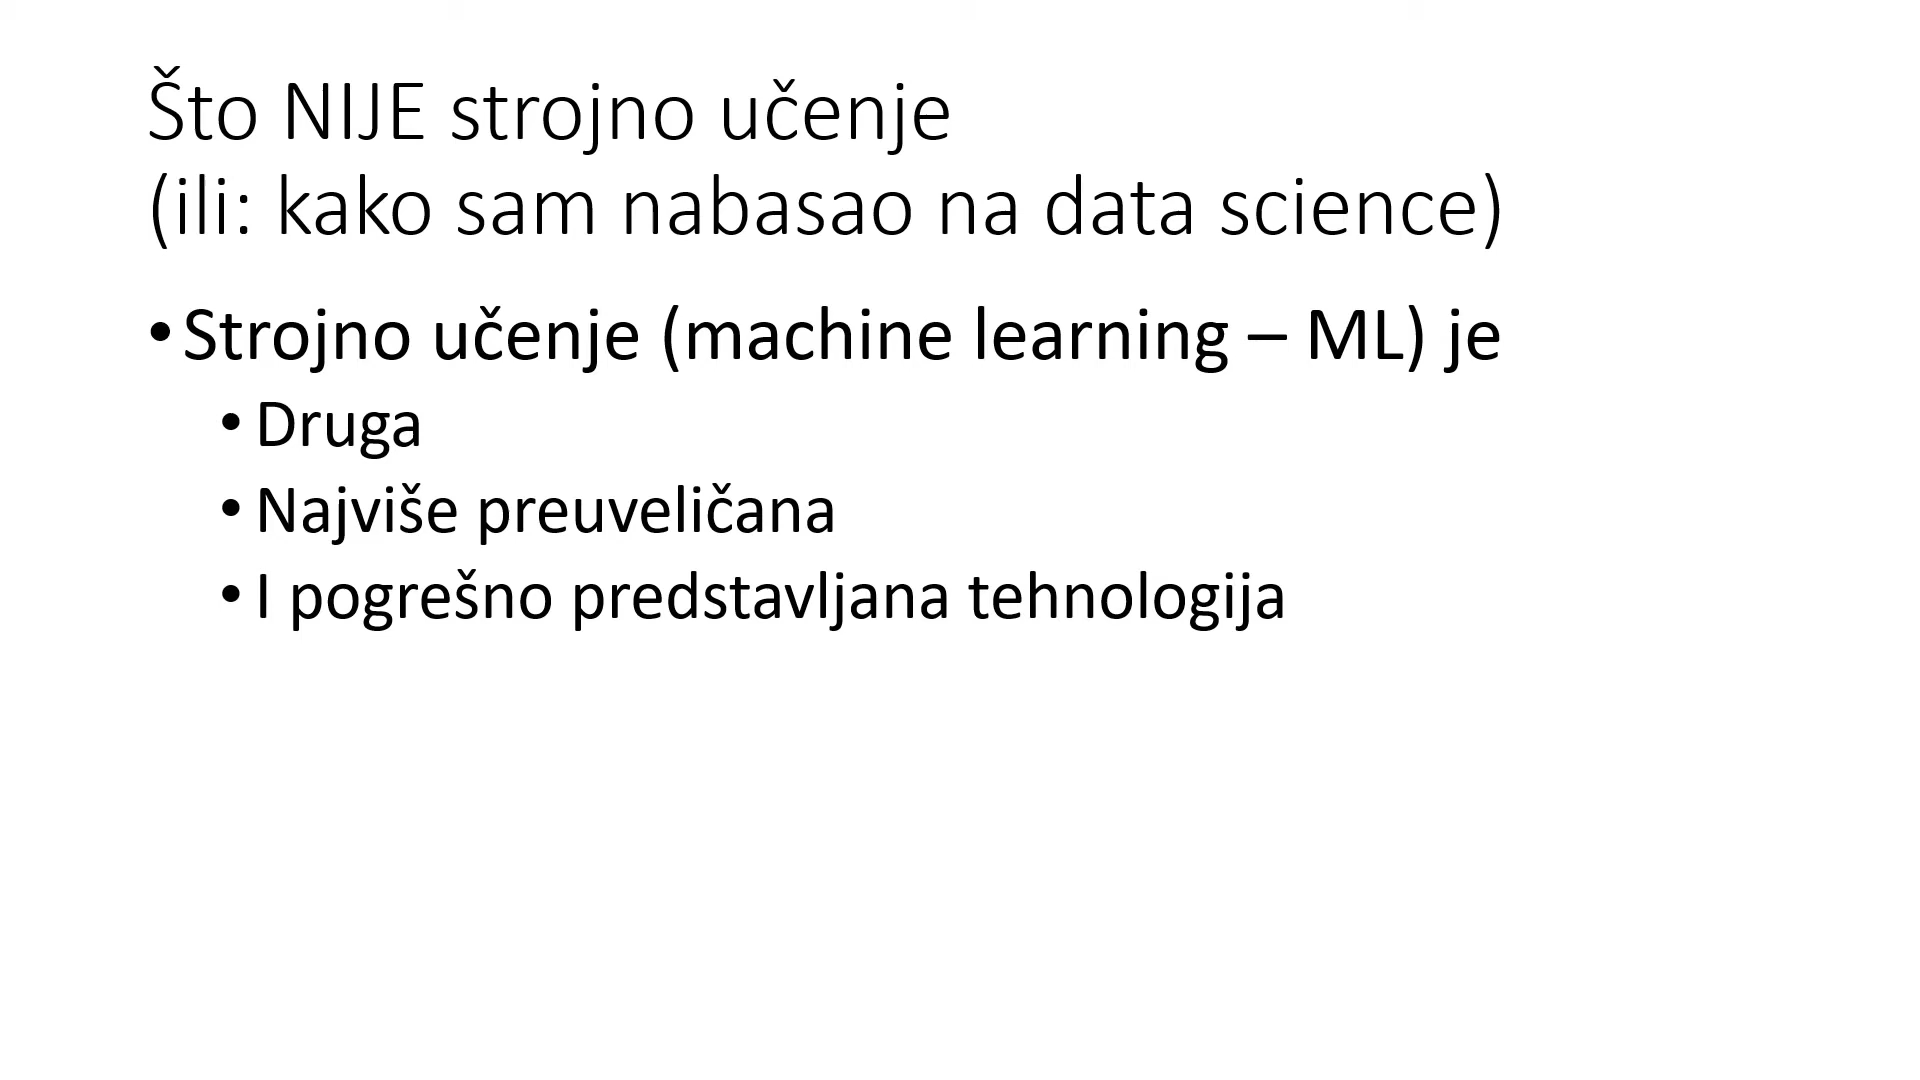 Što NIJE strojno učenje
(ili: kako sam nabasao na data science)
• Strojno učenje (machine learning – ML) je
• Druga
• Najviše preuveličana
• I pogrešno predstavljana tehnologija